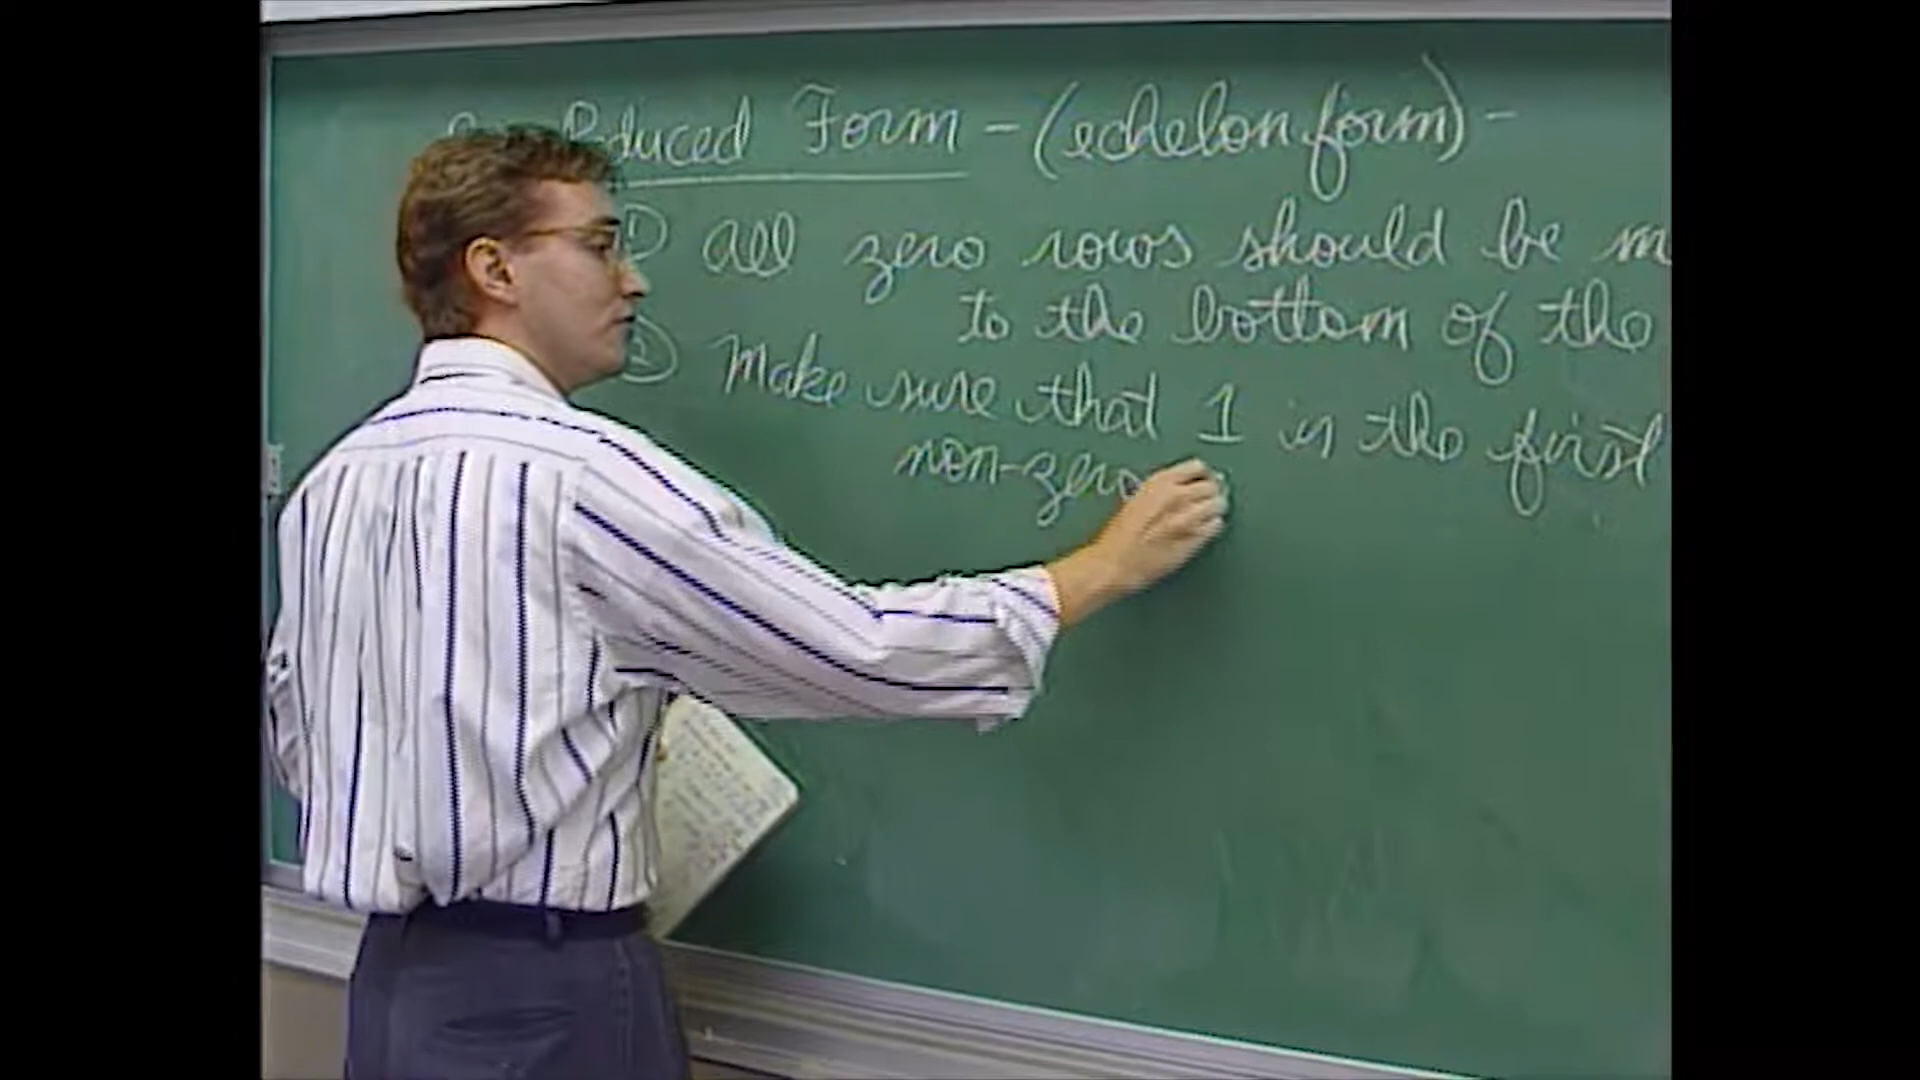 Reduced Form - (echelon form) -
① All zero rows should be m
to the bottom of the
② Make sure that 1 is the first
non-zero